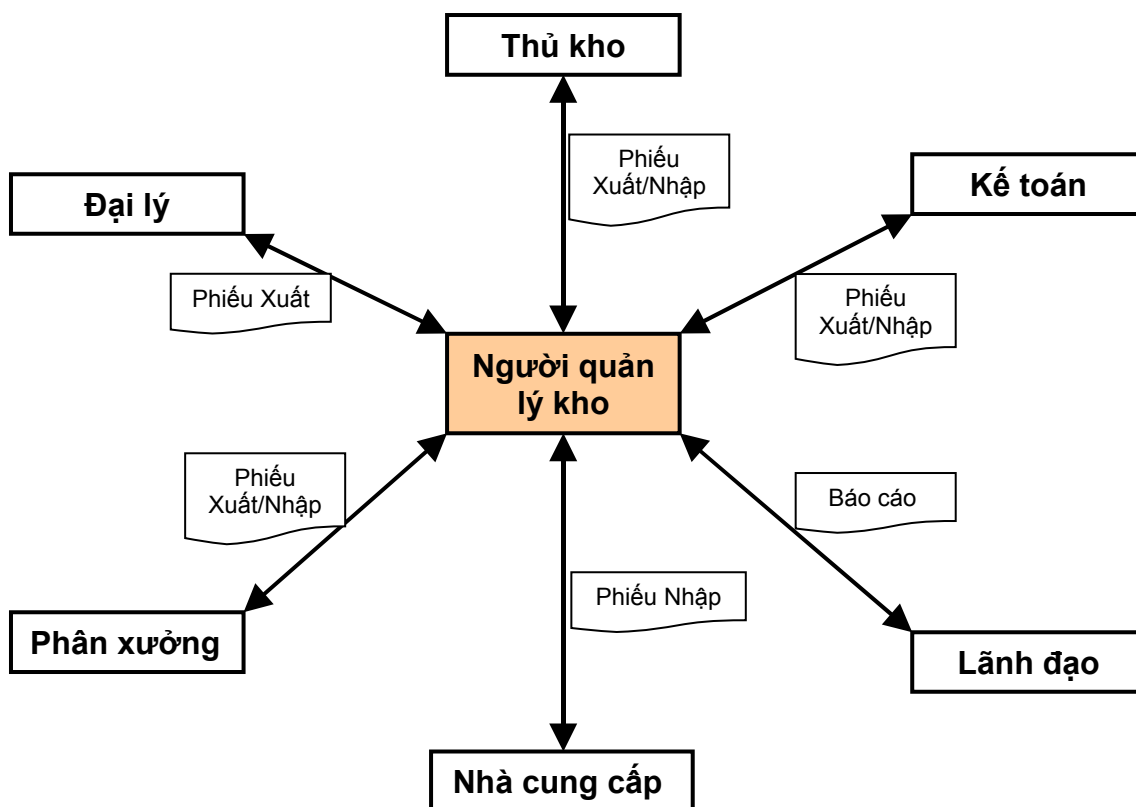 Thủ kho
Phiếu
Xuất/Nhập
Kế toán
Đại lý
Phiếu Xuất
Phiếu
Xuất/Nhập
Người quản
lý kho
Phiếu
Xuất/Nhập
Báo cáo
Phiếu Nhập
Phân xưởng
Lãnh đạo
Nhà cung cấp